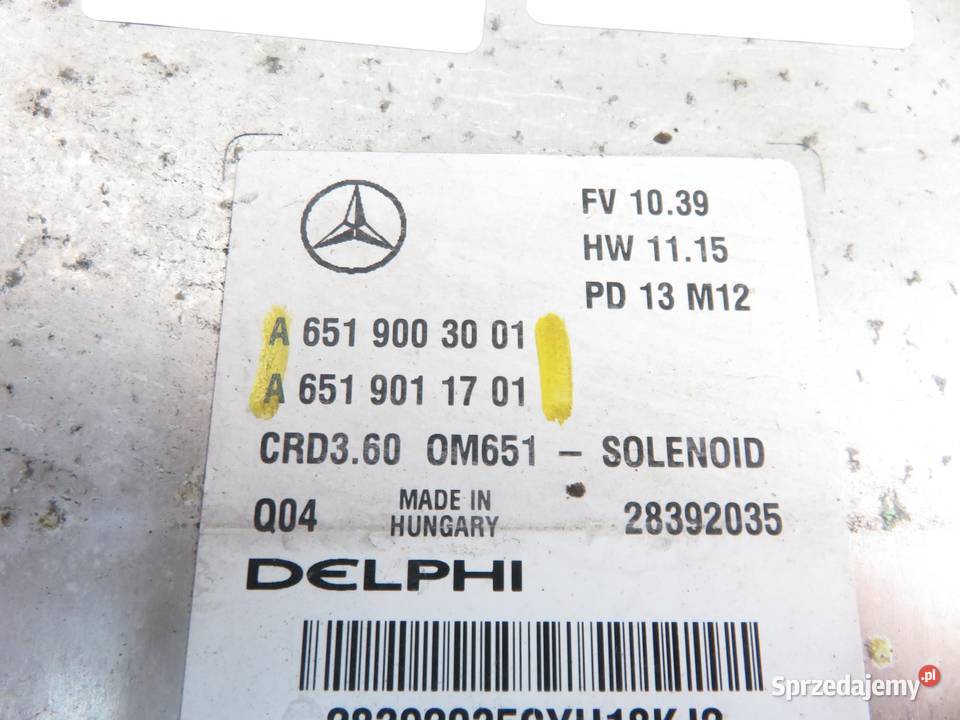 FV 10.39
HW 11.15
PD 13 M12
A 651 900 30 01
A 651 901 17 01
CRD3.60 OM651 – SOLENOID
Q04 MADE IN HUNGARY 28392035
DELPHI
Sprzedajemy.pl